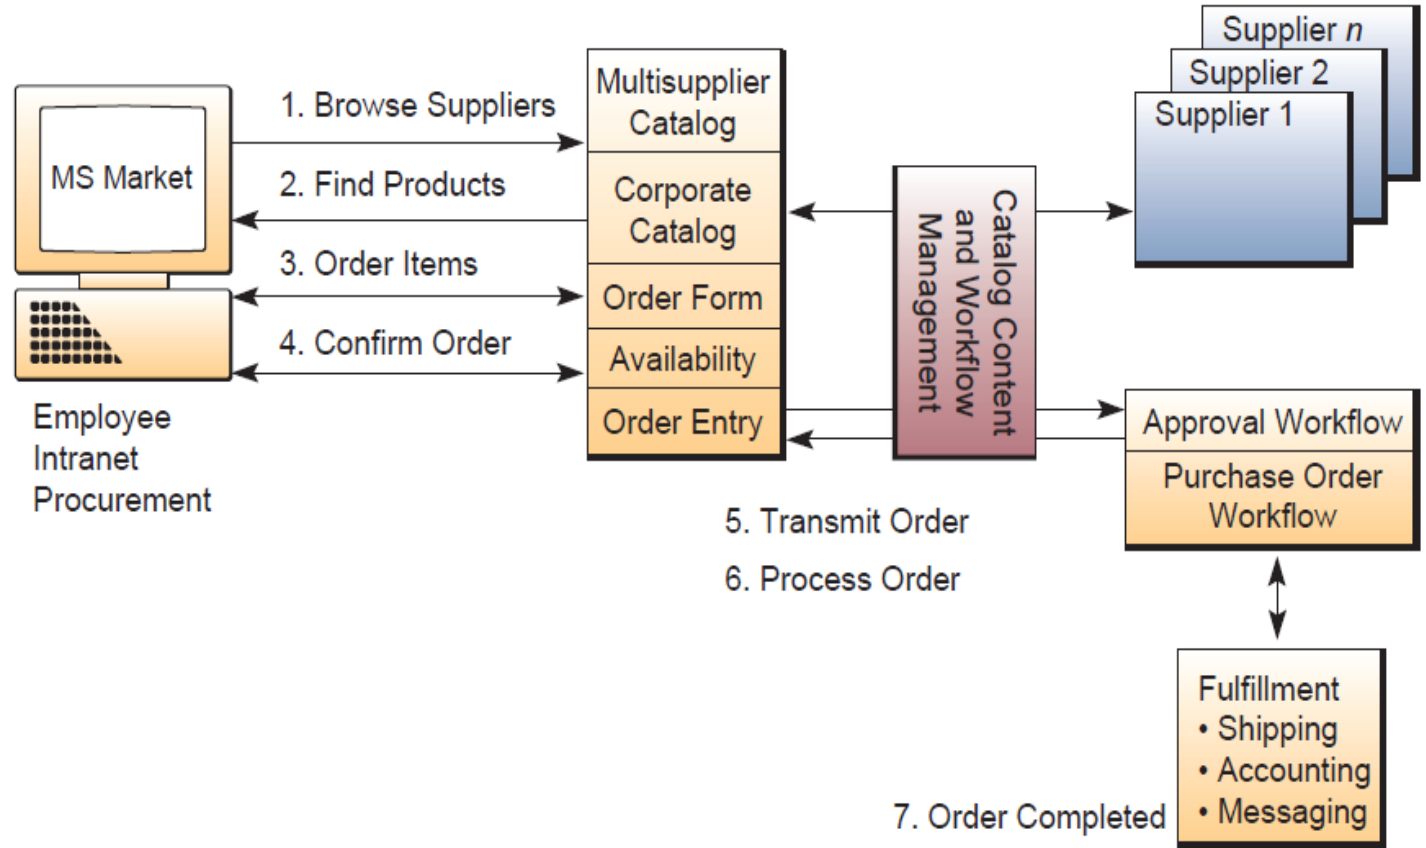 MS Market
Employee
Intranet
Procurement
1. Browse Suppliers
2. Find Products
3. Order Items
4. Confirm Order
Multisupplier
Catalog
Corporate
Catalog
Order Form
Availability
Order Entry
Catalog Content
and Workflow
Management
Supplier n
Supplier 2
Supplier 1
Approval Workflow
Purchase Order
Workflow
5. Transmit Order
6. Process Order
Fulfillment
• Shipping
• Accounting
• Messaging
7. Order Completed